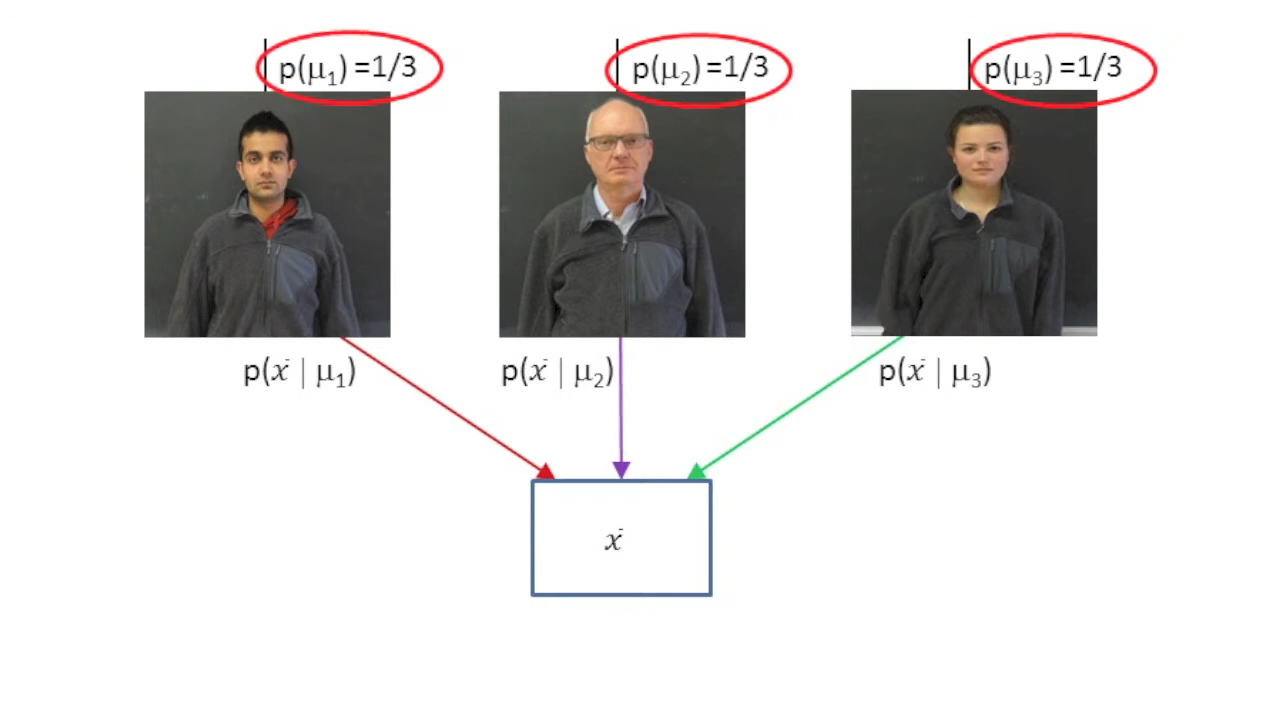 p(μ₁) =1/3
p(μ₂) =1/3
p(μ₃) =1/3
p(x̄ | μ₁)
p(x̄ | μ₂)
p(x̄ | μ₃)
x̄